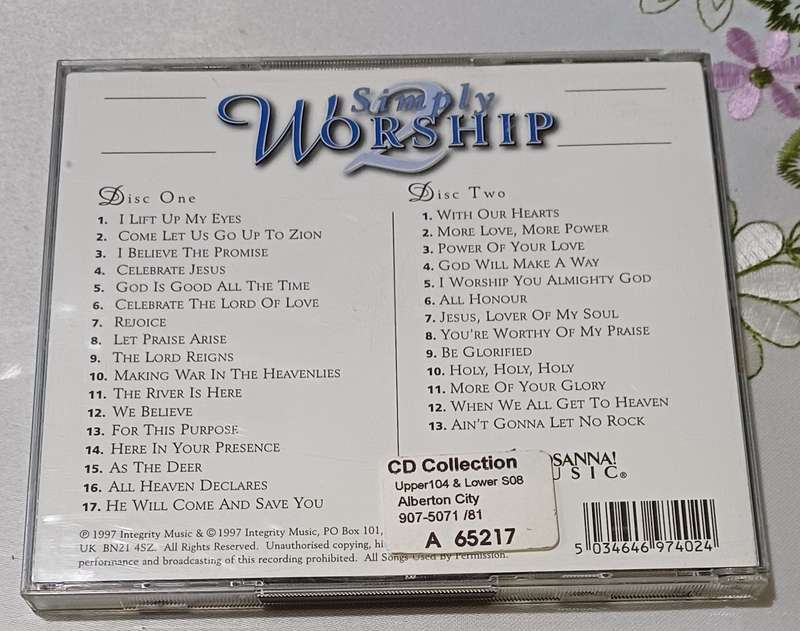 Simply
WORSHIP
2
Disc One
1. I LIFT UP MY EYES
2. COME LET US GO UP TO ZION
3. I BELIEVE THE PROMISE
4. CELEBRATE JESUS
5. GOD IS GOOD ALL THE TIME
6. CELEBRATE THE LORD OF LOVE
7. REJOICE
8. LET PRAISE ARISE
9. THE LORD REIGNS
10. MAKING WAR IN THE HEAVENLIES
11. THE RIVER IS HERE
12. WE BELIEVE
13. FOR THIS PURPOSE
14. HERE IN YOUR PRESENCE
15. AS THE DEER
16. ALL HEAVEN DECLARES
17. HE WILL COME AND SAVE YOU
Disc Two
1. WITH OUR HEARTS
2. MORE LOVE, MORE POWER
3. POWER OF YOUR LOVE
4. GOD WILL MAKE A WAY
5. I WORSHIP YOU ALMIGHTY GOD
6. ALL HONOUR
7. JESUS, LOVER OF MY SOUL
8. YOU'RE WORTHY OF MY PRAISE
9. BE GLORIFIED
10. HOLY, HOLY, HOLY
11. MORE OF YOUR GLORY
12. WHEN WE ALL GET TO HEAVEN
13. AIN'T GONNA LET NO ROCK
CD Collection
Upper104 & Lower S08
Alberton City
907-5071 /81
A 65217
℗ 1997 Integrity Music & © 1997 Integrity Music, PO Box 101,
UK BN21 4SZ. All Rights Reserved. Unauthorised copying,
performance and broadcasting of this recording prohibited. All Songs Used By Permission.
5 034646 974024